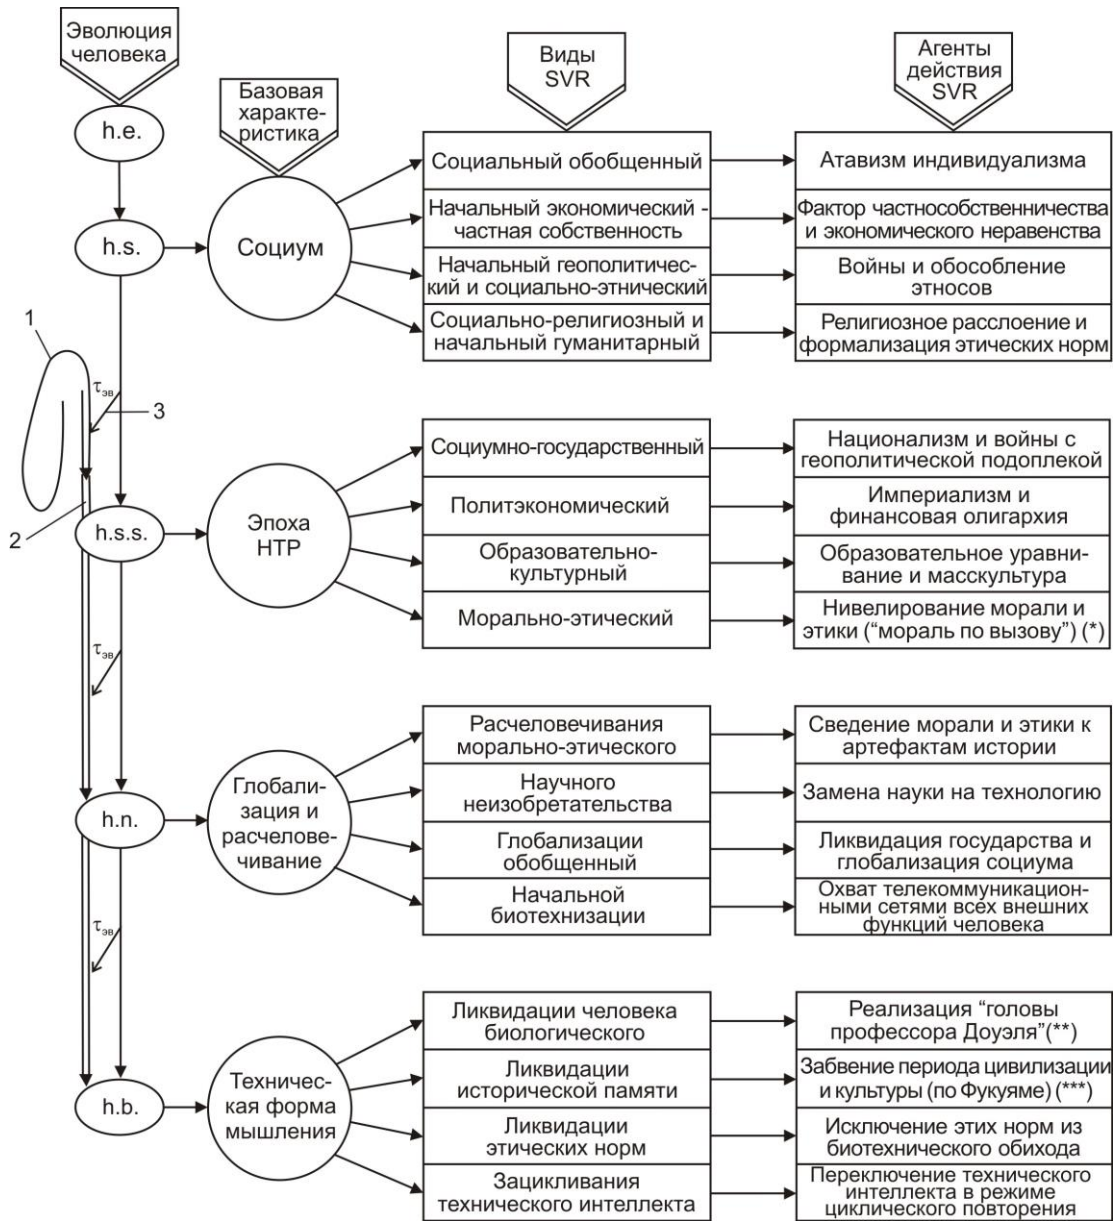 Эволюция
человека
Базовая
характе-
ристика
Виды
SVR
Агенты
действия
SVR
h.e.
h.s.
Социум
Социальный обобщенный
Атавизм индивидуализма
Начальный экономический -
частная собственность
Фактор частнособственничества
и экономического неравенства
Начальный геополитичес-
кий и социально-этнический
Войны и обособление
этносов
Социально-религиозный и
начальный гуманитарный
Религиозное расслоение и
формализация этических норм
1
τэв
3
2
h.s.s.
Эпоха
НТР
Социумно-государственный
Национализм и войны с
геополитической подоплекой
Политэкономический
Империализм и
финансовая олигархия
Образовательно-
культурный
Образовательное уравни-
вание и масскультура
Морально-этический
Нивелирование морали и
этики (“мораль по вызову”) (*)
τэв
h.n.
Глобали-
зация и
расчелове-
чивание
Расчеловечивания
морально-этического
Сведение морали и этики к
артефактам истории
Научного
неизобретательства
Замена науки на технологию
Глобализации
обобщенный
Ликвидация государства и
глобализация социума
Начальной
биотехнизации
Охват телекоммуникацион-
ными сетями всех внешних
функций человека
τэв
h.b.
Техничес-
кая форма
мышления
Ликвидации человека
биологического
Реализация “головы
профессора Доуэля”(**)
Ликвидации
исторической памяти
Забвение периода цивилизации
и культуры (по Фукуяме) (***)
Ликвидации
этических норм
Исключение этих норм из
биотехнического обихода
Зацикливания
технического интеллекта
Переключение технического
интеллекта в режиме
циклического повторения